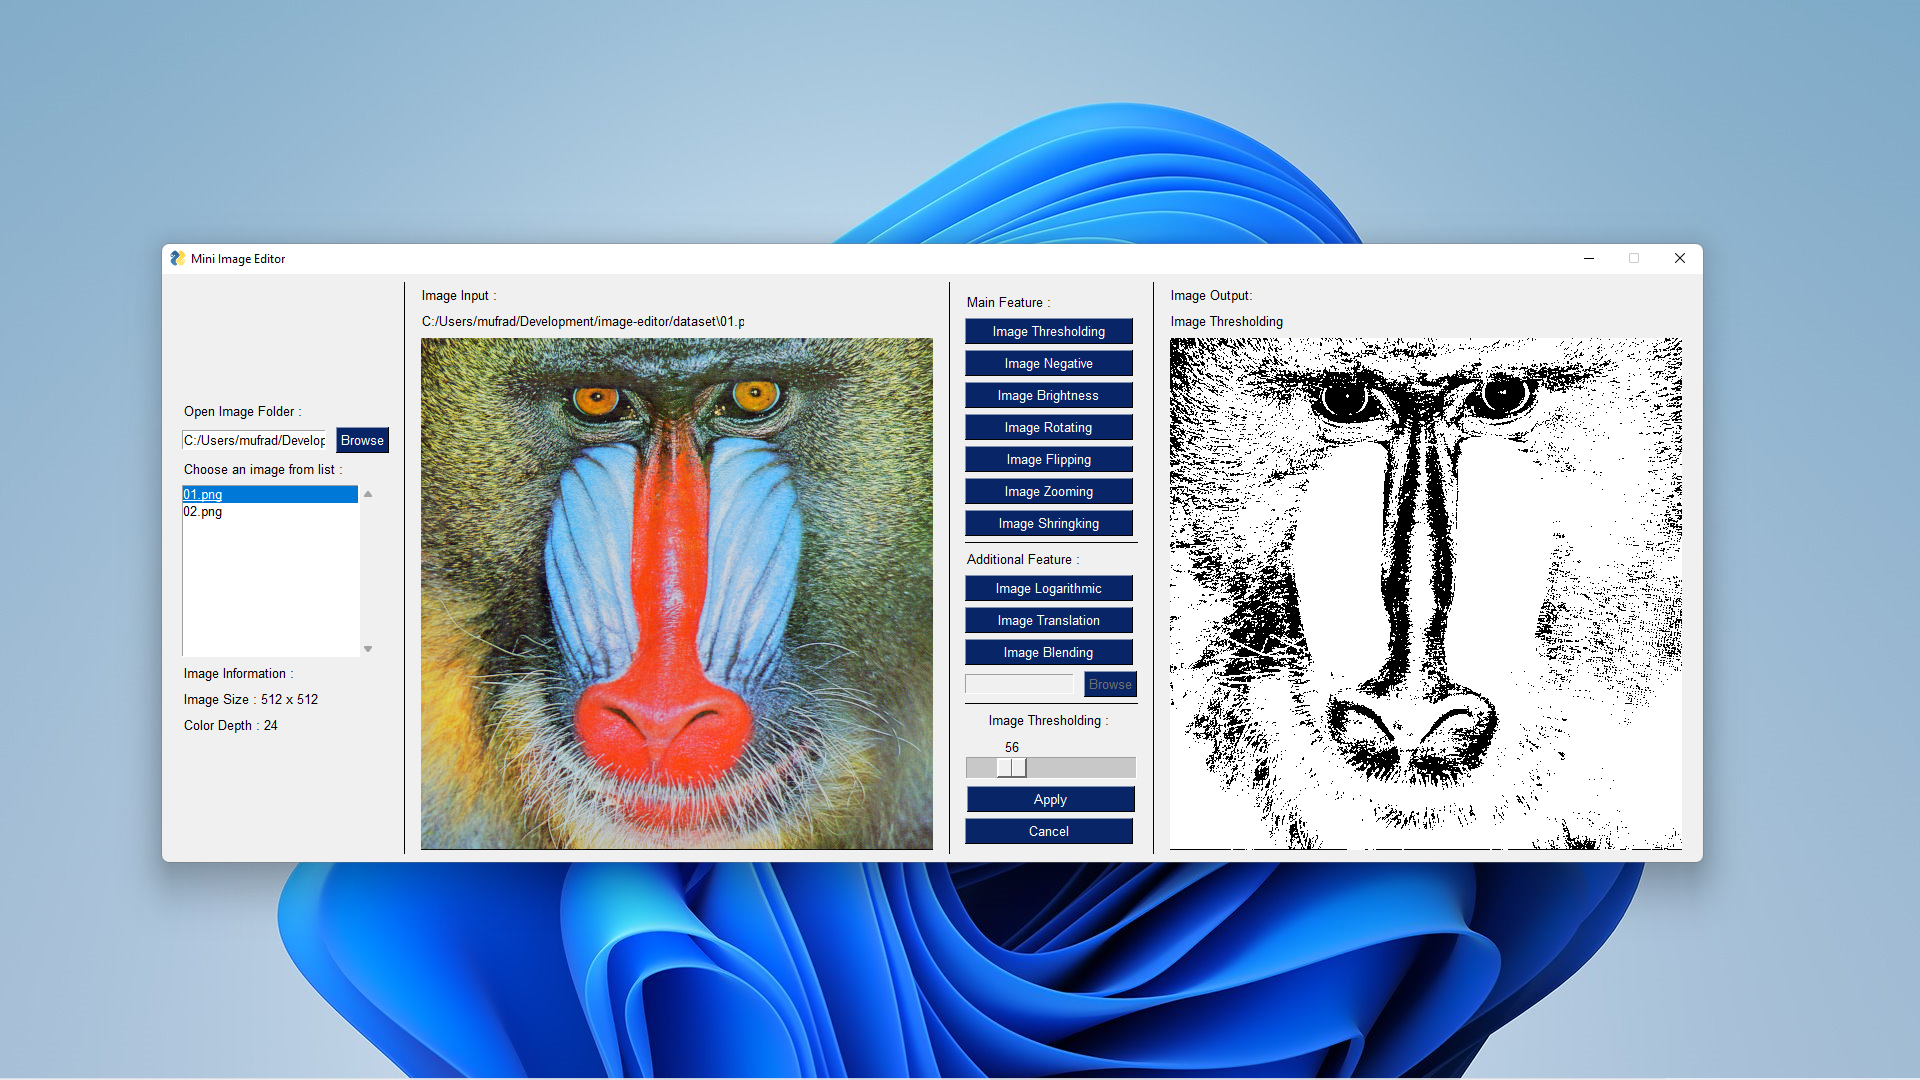 Mini Image Editor
Open Image Folder :
C:/Users/mufrad/Develop
Browse
Choose an image from list :
01.png
02.png
Image Information :
Image Size : 512 x 512
Color Depth : 24
Image Input :
C:/Users/mufrad/Development/image-editor/dataset\01.p
Main Feature :
Image Thresholding
Image Negative
Image Brightness
Image Rotating
Image Flipping
Image Zooming
Image Shringking
Additional Feature :
Image Logarithmic
Image Translation
Image Blending
Browse
Image Thresholding :
56
Apply
Cancel
Image Output:
Image Thresholding